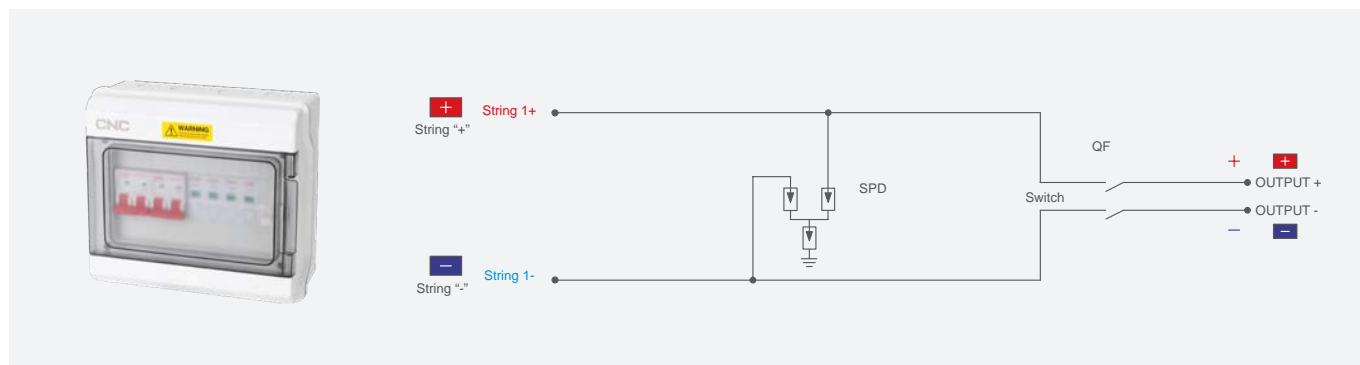 CNC
WARNING
+
String 1+
String “+”
SPD
QF
Switch
+ +
OUTPUT +
OUTPUT -
– –
–
String 1-
String “-”